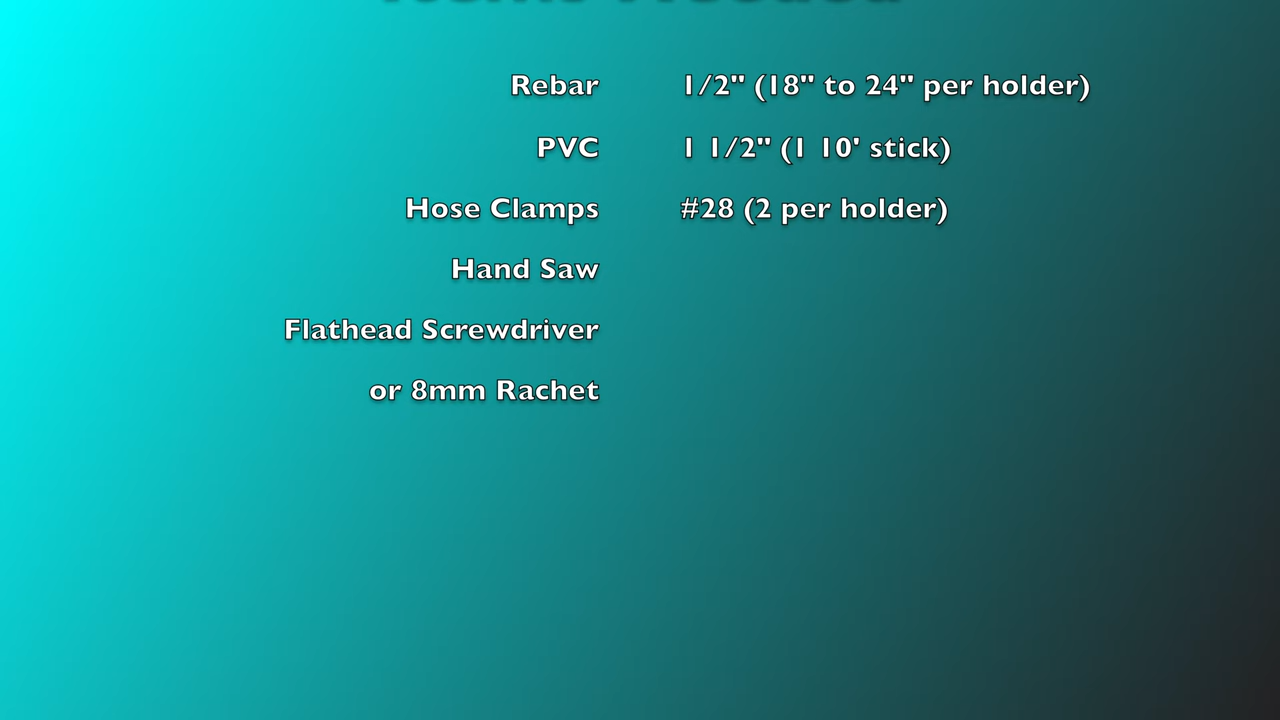 Rebar 1/2" (18" to 24" per holder)
PVC 1 1/2" (1 10' stick)
Hose Clamps #28 (2 per holder)
Hand Saw
Flathead Screwdriver
or 8mm Rachet